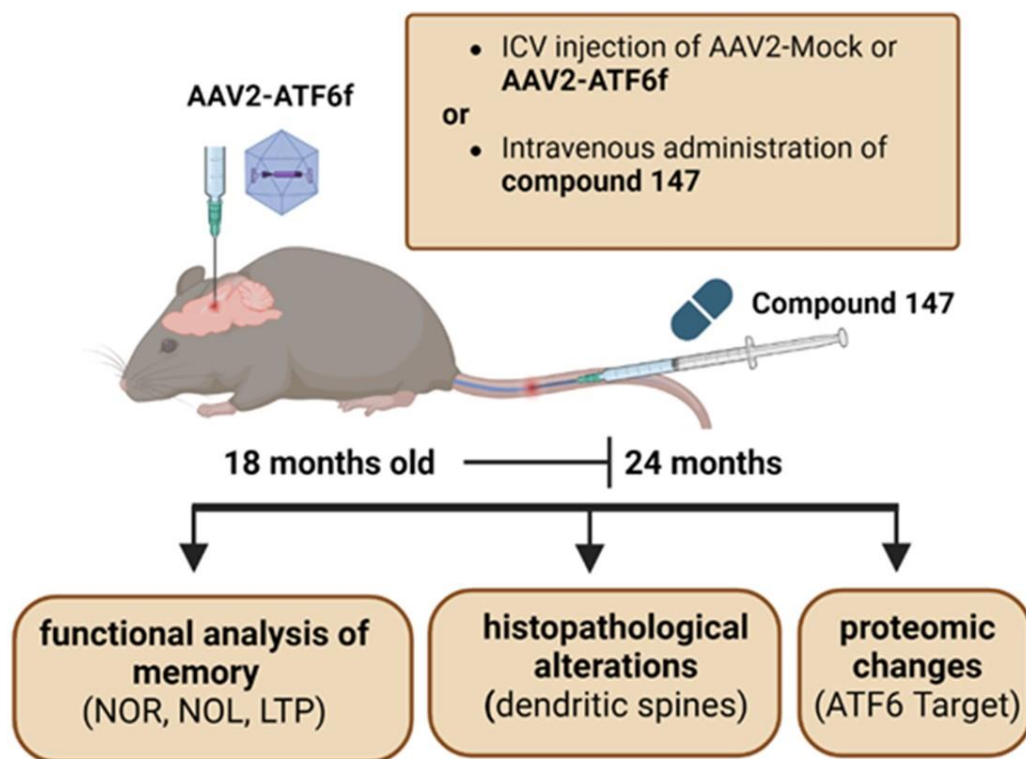 • ICV injection of AAV2-Mock or
AAV2-ATF6f
or
• Intravenous administration of
compound 147
AAV2-ATF6f
Compound 147
18 months old
24 months
functional analysis of
memory
(NOR, NOL, LTP)
histopathological
alterations
(dendritic spines)
proteomic
changes
(ATF6 Target)